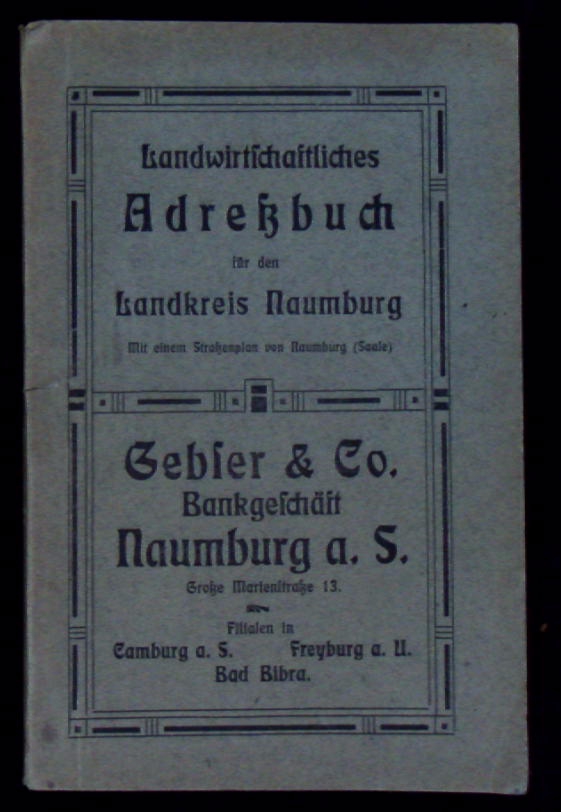 Landwirtſchaftliches
Adreßbuch
für den
Landkreis Naumburg
Mit einem Straßenplan von Naumburg (Saale)
Gebſer & Co.
Bankgeſchäft
Naumburg a. S.
Große Marienſtraße 13.
Filialen in
Camburg a. S. Freyburg a. U.
Bad Bibra.